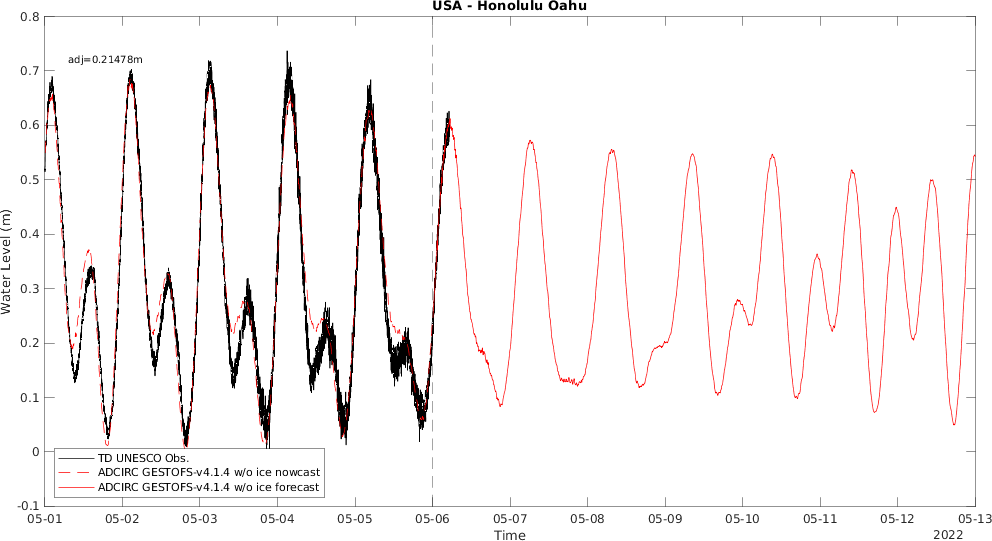 USA - Honolulu Oahu
adj=0.21478m
0.8
0.7
0.6
0.5
0.4
0.3
0.2
0.1
0
-0.1
Water Level (m)
TD UNESCO Obs.
ADCIRC GESTOFS-v4.1.4 w/o ice nowcast
ADCIRC GESTOFS-v4.1.4 w/o ice forecast
05-01 05-02 05-03 05-04 05-05 05-06 05-07 05-08 05-09 05-10 05-11 05-12 05-13
Time
2022